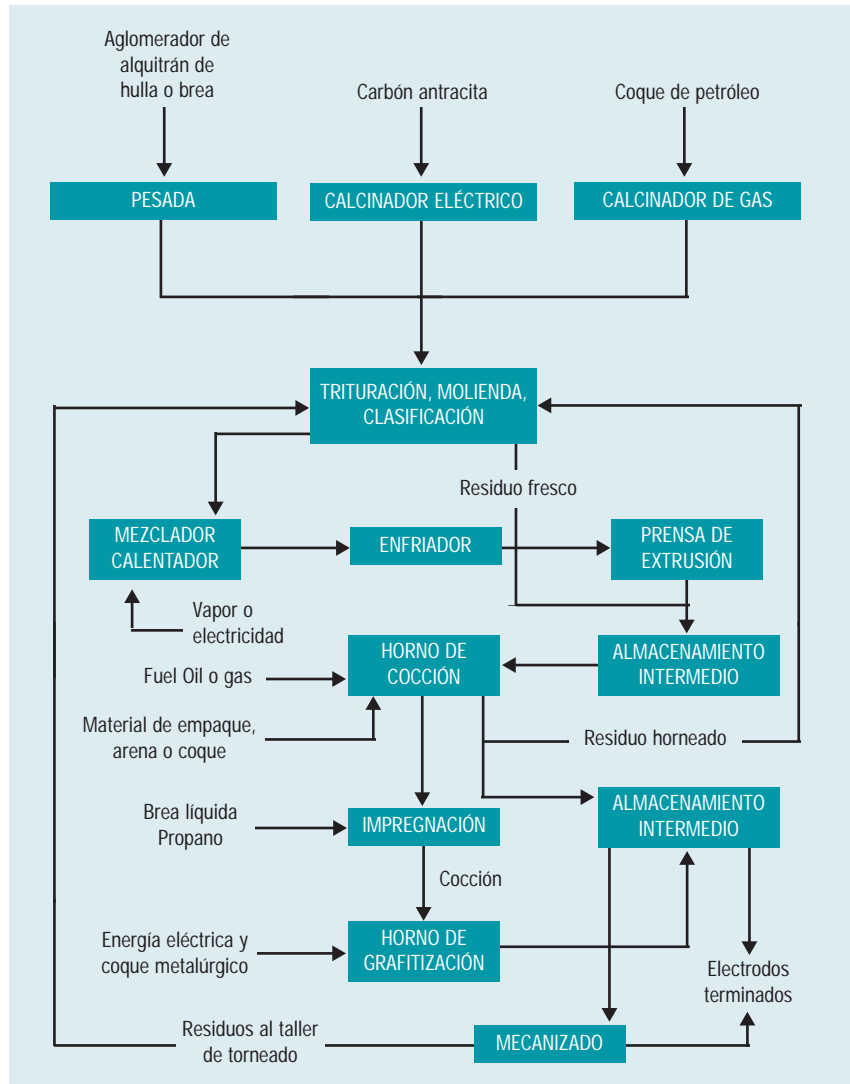 Aglomerador de
alquitrán de
hulla o brea
Carbón antracita
Coque de petróleo
PESADA
CALCINADOR ELÉCTRICO
CALCINADOR DE GAS
TRITURACIÓN, MOLIENDA,
CLASIFICACIÓN
Residuo fresco
MEZCLADOR
CALENTADOR
ENFRIADOR
PRENSA DE
EXTRUSIÓN
Vapor o
electricidad
HORNO DE
COCCIÓN
ALMACENAMIENTO
INTERMEDIO
Fuel Oil o gas
Material de empaque,
arena o coque
Residuo horneado
Brea líquida
Propano
IMPREGNACIÓN
ALMACENAMIENTO
INTERMEDIO
Cocción
Energía eléctrica y
coque metalúrgico
HORNO DE
GRAFITIZACIÓN
Electrodos
terminados
Residuos al taller
de torneado
MECANIZADO